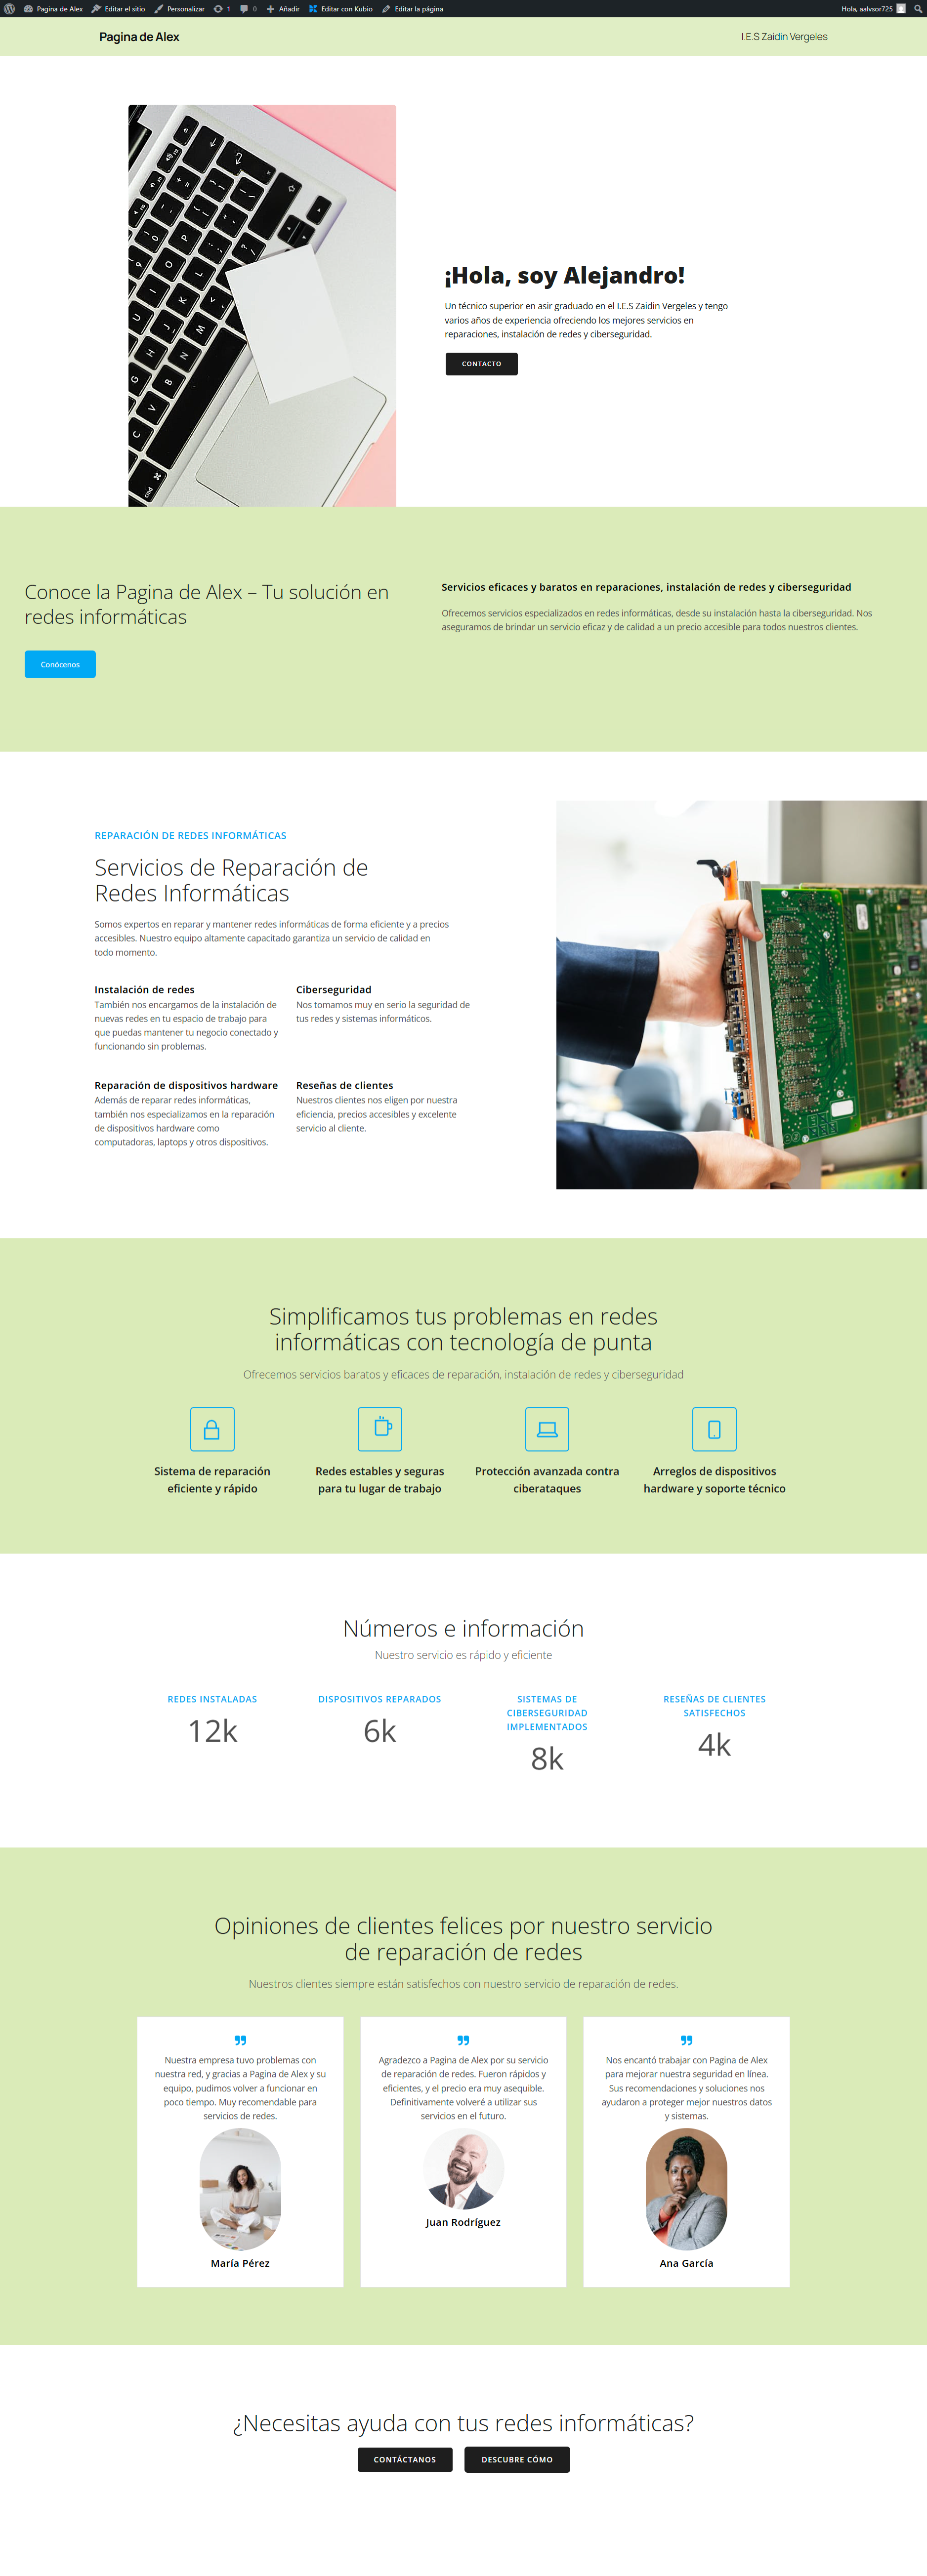 Pagina de Alex Editar el sitio Personalizar 1 0 Añadir Editar con Kubio Editar la página Hola, aalvsor725
Pagina de Alex
I.E.S Zaidin Vergeles
¡Hola, soy Alejandro!
Un técnico superior en asir graduado en el I.E.S Zaidin Vergeles y tengo
varios años de experiencia ofreciendo los mejores servicios en
reparaciones, instalación de redes y ciberseguridad.
CONTACTO
Conoce la Pagina de Alex – Tu solución en
redes informáticas
Conócenos
Servicios eficaces y baratos en reparaciones, instalación de redes y ciberseguridad
Ofrecemos servicios especializados en redes informáticas, desde su instalación hasta la ciberseguridad. Nos
aseguramos de brindar un servicio eficaz y de calidad a un precio accesible para todos nuestros clientes.
REPARACIÓN DE REDES INFORMÁTICAS
Servicios de Reparación de
Redes Informáticas
Somos expertos en reparar y mantener redes informáticas de forma eficiente y a precios
accesibles. Nuestro equipo altamente capacitado garantiza un servicio de calidad en
todo momento.
Instalación de redes
También nos encargamos de la instalación de
nuevas redes en tu espacio de trabajo para
que puedas mantener tu negocio conectado y
funcionando sin problemas.
Ciberseguridad
Nos tomamos muy en serio la seguridad de
tus redes y sistemas informáticos.
Reparación de dispositivos hardware
Además de reparar redes informáticas,
también nos especializamos en la reparación
de dispositivos hardware como
computadoras, laptops y otros dispositivos.
Reseñas de clientes
Nuestros clientes nos eligen por nuestra
eficiencia, precios accesibles y excelente
servicio al cliente.
Simplificamos tus problemas en redes
informáticas con tecnología de punta
Ofrecemos servicios baratos y eficaces de reparación, instalación de redes y ciberseguridad
Sistema de reparación
eficiente y rápido
Redes estables y seguras
para tu lugar de trabajo
Protección avanzada contra
ciberataques
Arreglos de dispositivos
hardware y soporte técnico
Números e información
Nuestro servicio es rápido y eficiente
REDES INSTALADAS
12k
DISPOSITIVOS REPARADOS
6k
SISTEMAS DE
CIBERSEGURIDAD
IMPLEMENTADOS
8k
RESEÑAS DE CLIENTES
SATISFECHOS
4k
Opiniones de clientes felices por nuestro servicio
de reparación de redes
Nuestros clientes siempre están satisfechos con nuestro servicio de reparación de redes.
Nuestra empresa tuvo problemas con
nuestra red, y gracias a Pagina de Alex y su
equipo, pudimos volver a funcionar en
poco tiempo. Muy recomendable para
servicios de redes.
María Pérez
Agradezco a Pagina de Alex por su servicio
de reparación de redes. Fueron rápidos y
eficientes, y el precio era muy asequible.
Definitivamente volveré a utilizar sus
servicios en el futuro.
Juan Rodríguez
Nos encantó trabajar con Pagina de Alex
para mejorar nuestra seguridad en línea.
Sus recomendaciones y soluciones nos
ayudaron a proteger mejor nuestros datos
y sistemas.
Ana García
¿Necesitas ayuda con tus redes informáticas?
CONTÁCTANOS
DESCUBRE CÓMO